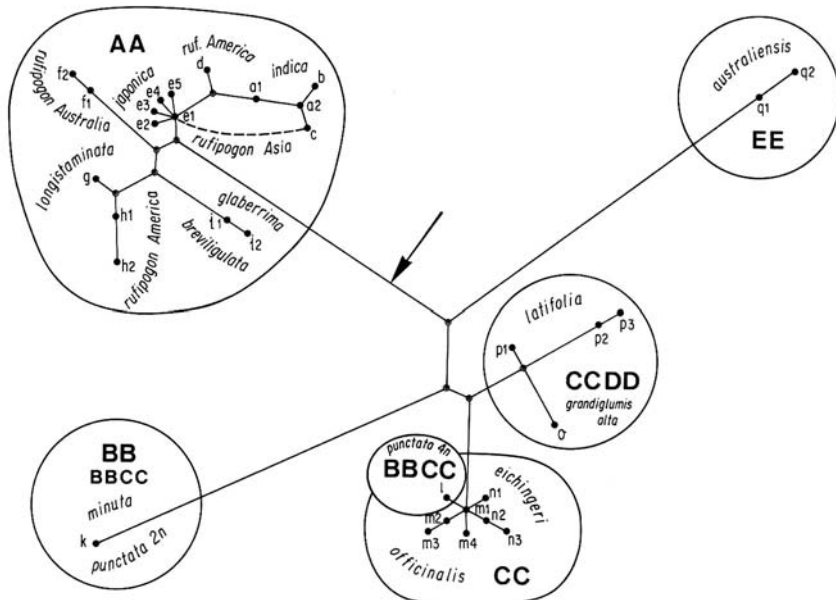 AA
ruf. America
indica
japonica
rufipogon Australia
f2
f1
e5
e4
e3
e2
e1
d
a1
b
a2
c
rufipogon Asia
longistaminata
g
h1
h2
rufipogon America
glaberrima
breviligulata
i1
i2
australiensis
q2
q1
EE
latifolia
p1
p2
p3
CCDD
grandiglumis
alta
o
BB
BBCC
minuta
k
punctata 2n
punctata 4n
BBCC
l
eichingeri
n1
m1
m2
n2
m3
m4
n3
officinalis
CC